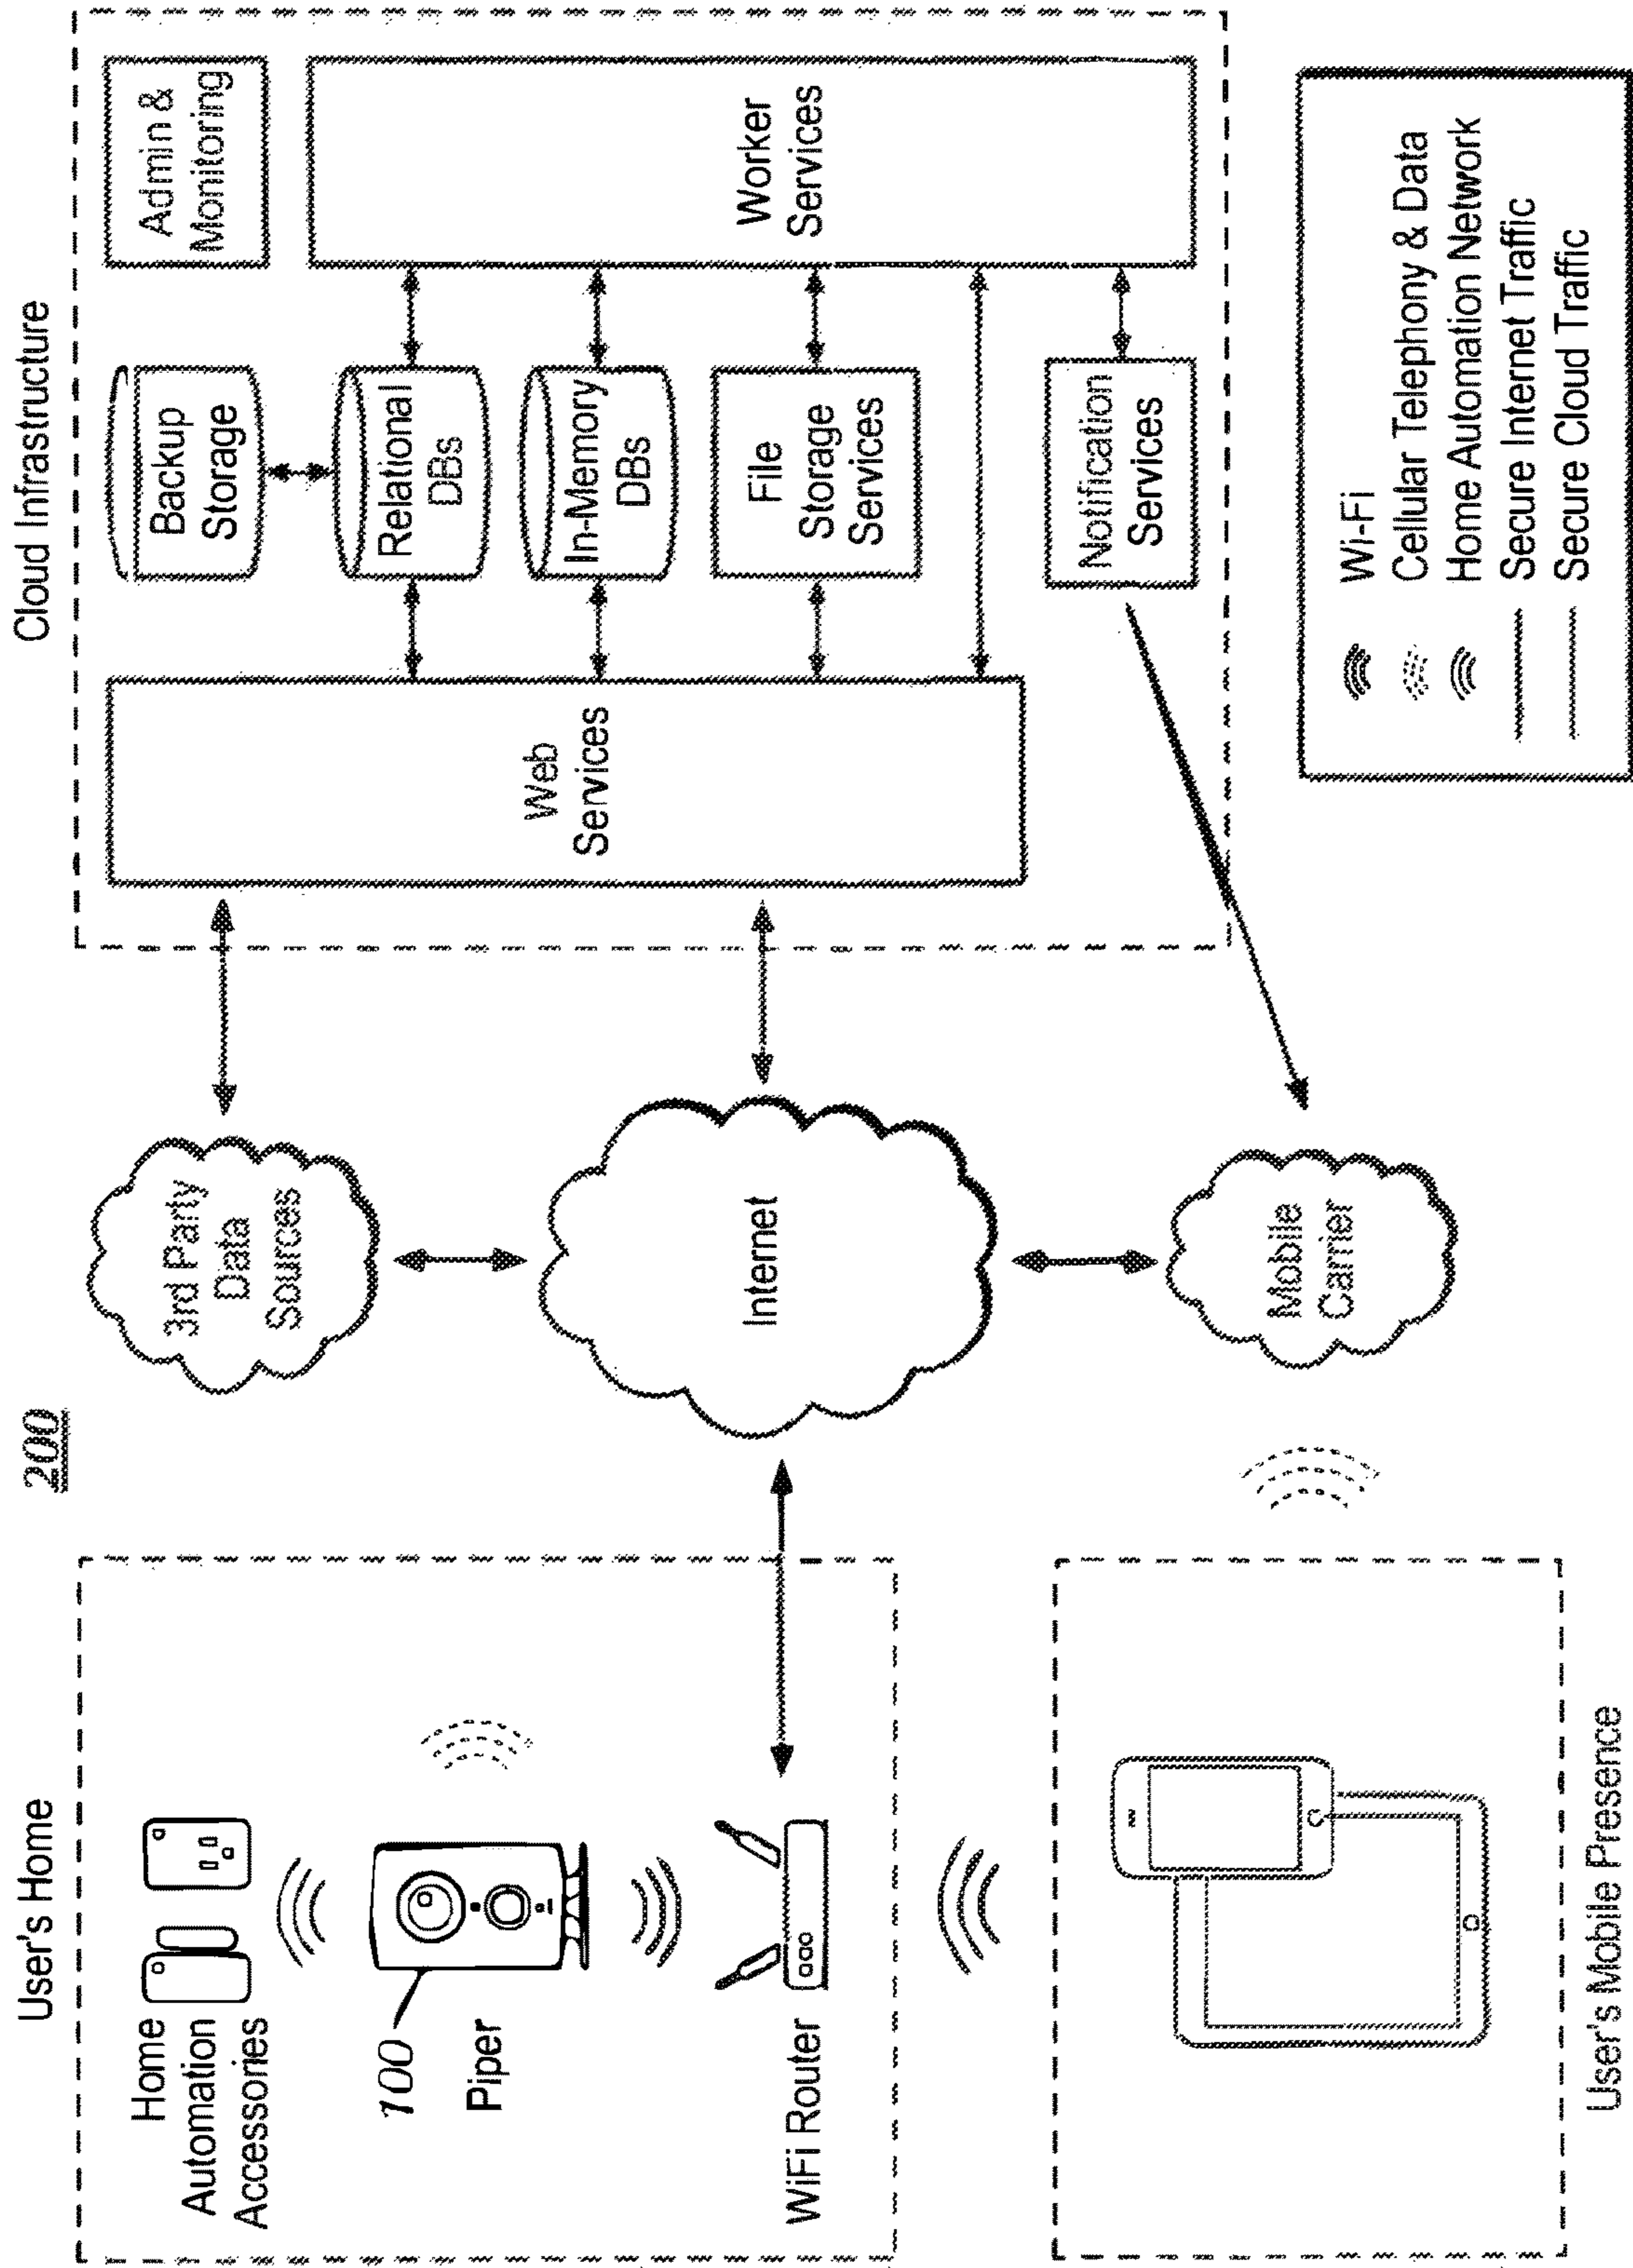 200
User's Home
Home
Automation
Accessories
100
Piper
WiFi Router
User's Mobile Presence
3rd Party
Data
Sources
Internet
Mobile
Carrier
Cloud Infrastructure
Web
Services
Backup
Storage
Relational
DBs
In-Memory
DBs
File
Storage
Services
Notification
Services
Admin &
Monitoring
Worker
Services
Wi-Fi
Cellular Telephony & Data
Home Automation Network
Secure Internet Traffic
Secure Cloud Traffic